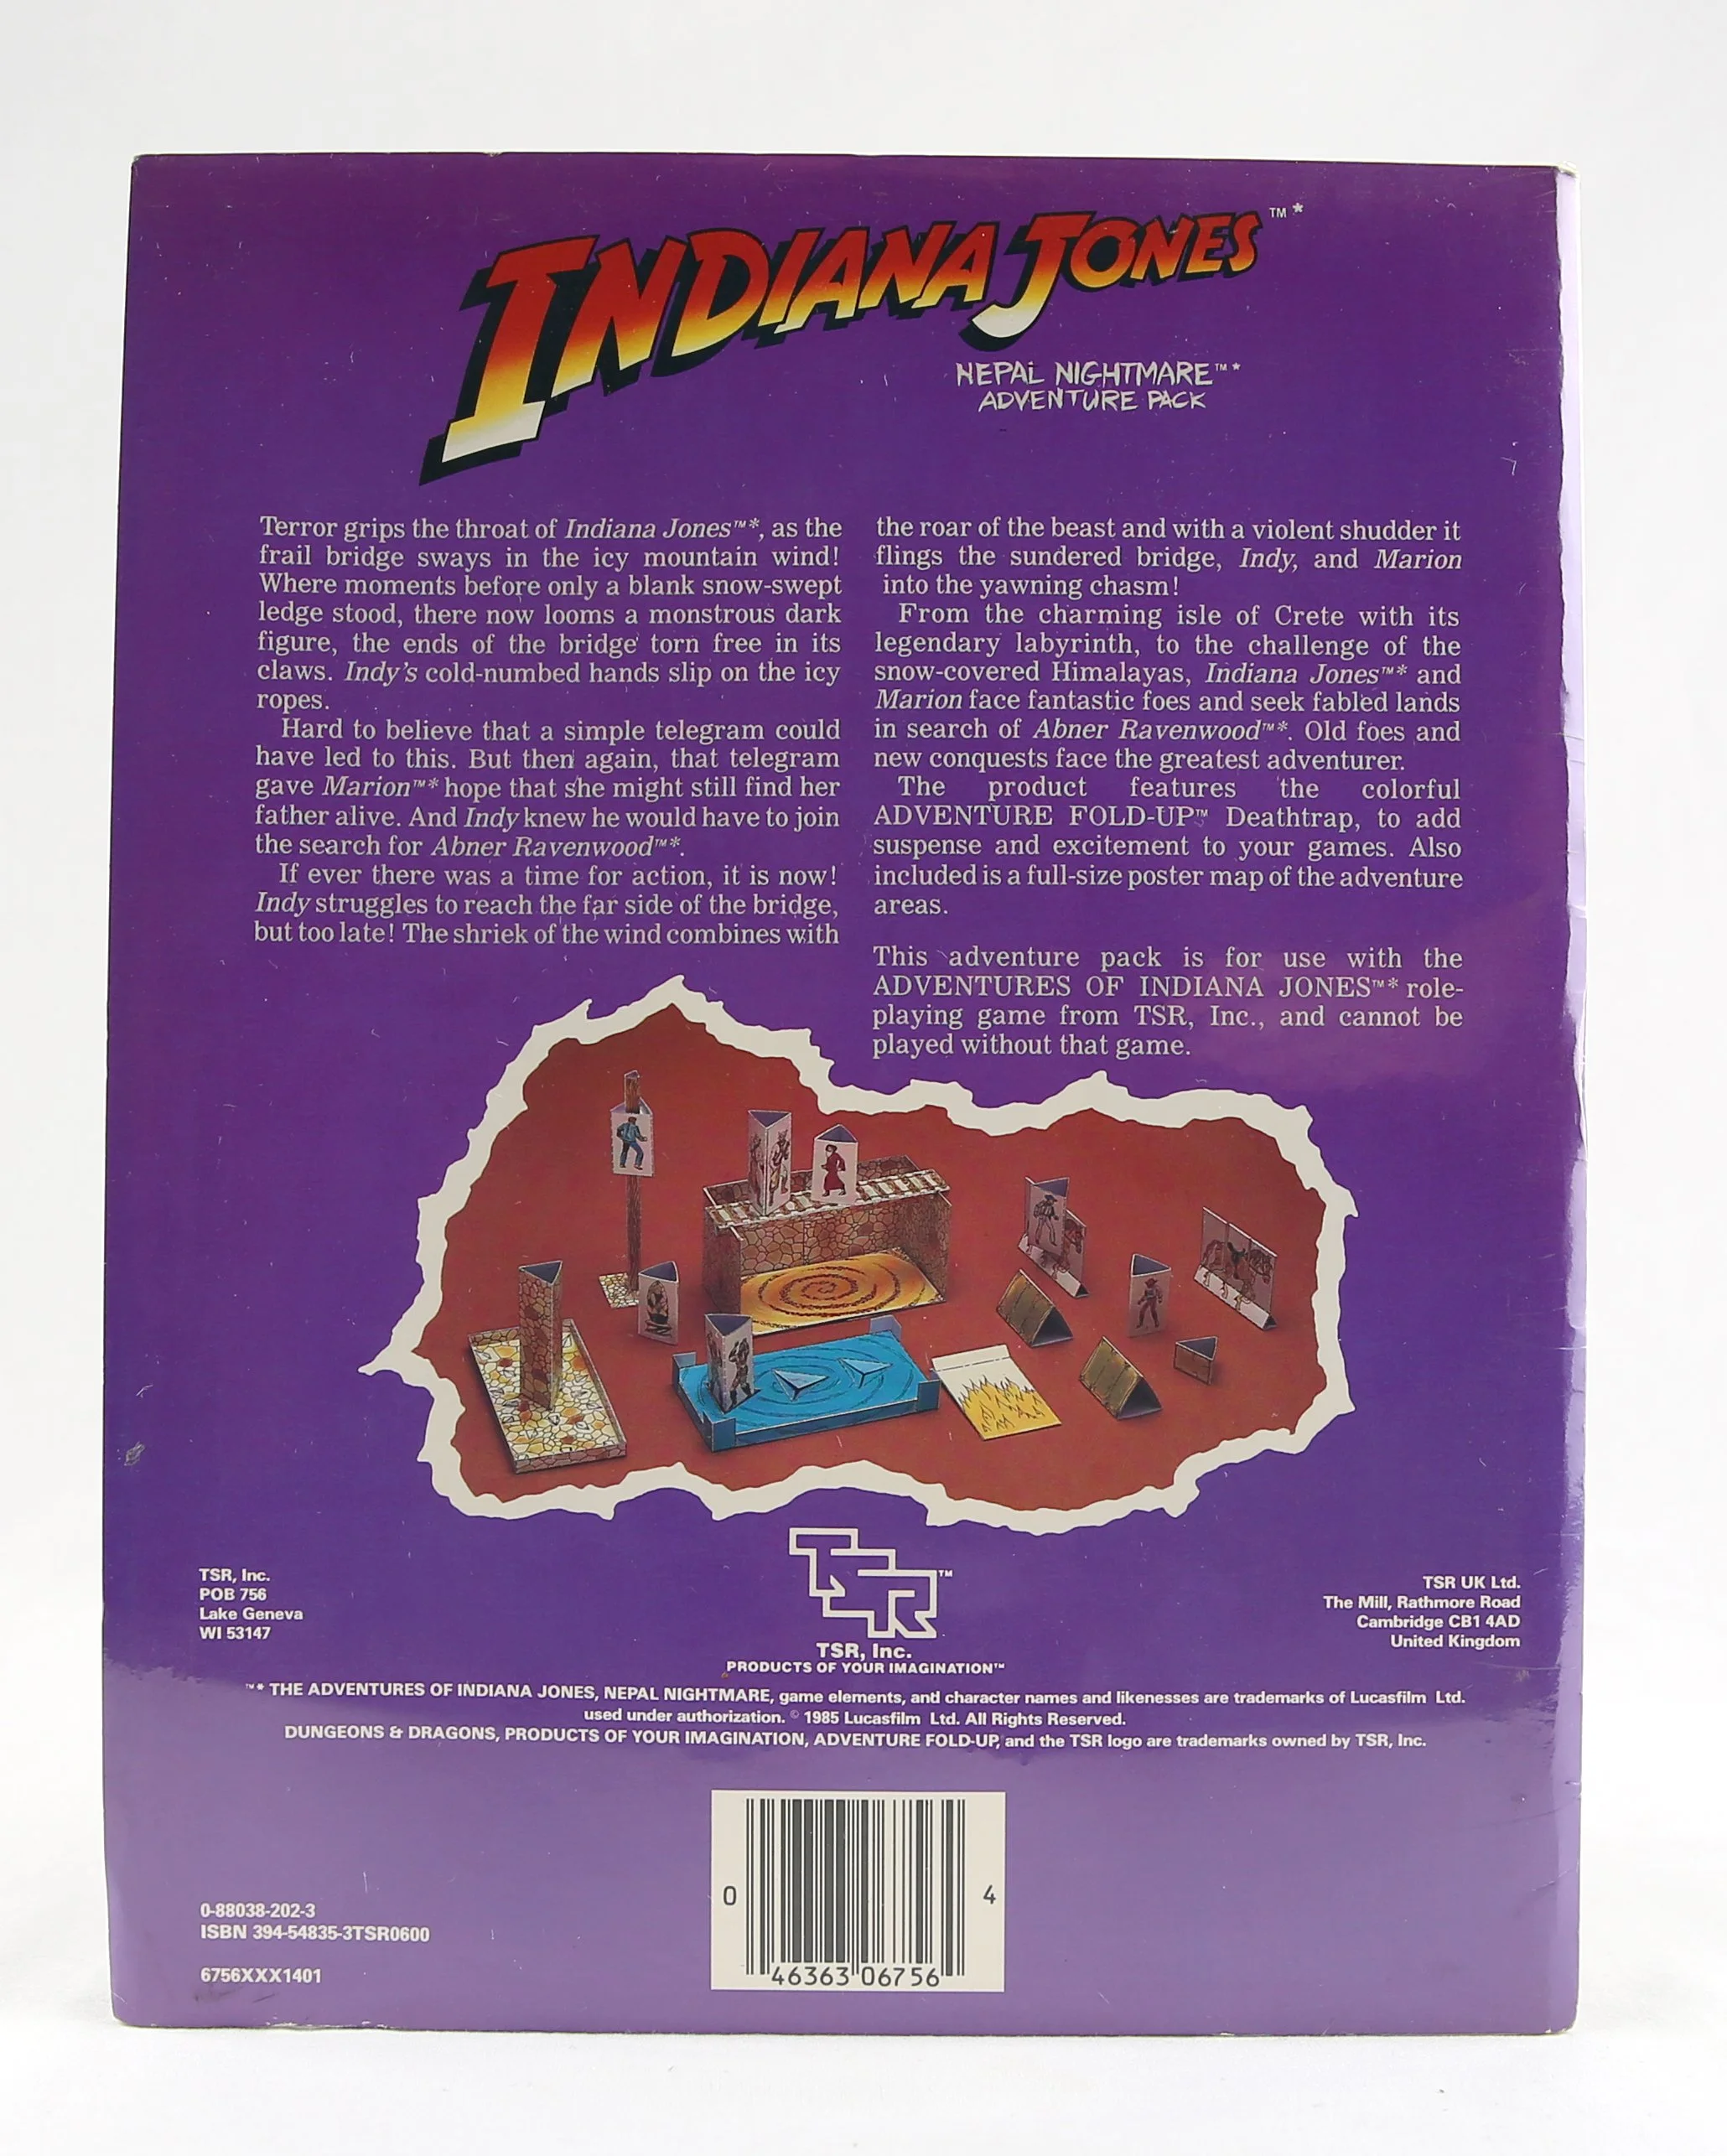 INDIANA JONES™*
NEPAL NIGHTMARE™*
ADVENTURE PACK
Terror grips the throat of Indiana Jones™*, as the
frail bridge sways in the icy mountain wind!
Where moments before only a blank snow-swept
ledge stood, there now looms a monstrous dark
figure, the ends of the bridge torn free in its
claws. Indy's cold-numbed hands slip on the icy
ropes.
Hard to believe that a simple telegram could
have led to this. But then again, that telegram
gave Marion™* hope that she might still find her
father alive. And Indy knew he would have to join
the search for Abner Ravenwood™*.
If ever there was a time for action, it is now!
Indy struggles to reach the far side of the bridge,
but too late! The shriek of the wind combines with
the roar of the beast and with a violent shudder it
flings the sundered bridge, Indy, and Marion
into the yawning chasm!
From the charming isle of Crete with its
legendary labyrinth, to the challenge of the
snow-covered Himalayas, Indiana Jones™* and
Marion face fantastic foes and seek fabled lands
in search of Abner Ravenwood™*. Old foes and
new conquests face the greatest adventurer.
The product features the colorful
ADVENTURE FOLD-UP™ Deathtrap, to add
suspense and excitement to your games. Also
included is a full-size poster map of the adventure
areas.
This adventure pack is for use with the
ADVENTURES OF INDIANA JONES™* role-
playing game from TSR, Inc., and cannot be
played without that game.
TSR, Inc.
POB 756
Lake Geneva
WI 53147
TSR™
TSR, Inc.
PRODUCTS OF YOUR IMAGINATION™
TSR UK Ltd.
The Mill, Rathmore Road
Cambridge CB1 4AD
United Kingdom
™* THE ADVENTURES OF INDIANA JONES, NEPAL NIGHTMARE, game elements, and character names and likenesses are trademarks of Lucasfilm Ltd.
used under authorization. © 1985 Lucasfilm Ltd. All Rights Reserved.
DUNGEONS & DRAGONS, PRODUCTS OF YOUR IMAGINATION, ADVENTURE FOLD-UP, and the TSR logo are trademarks owned by TSR, Inc.
0-88038-202-3
ISBN 394-54835-3TSR0600
6756XXX1401
0 46363 06756 4